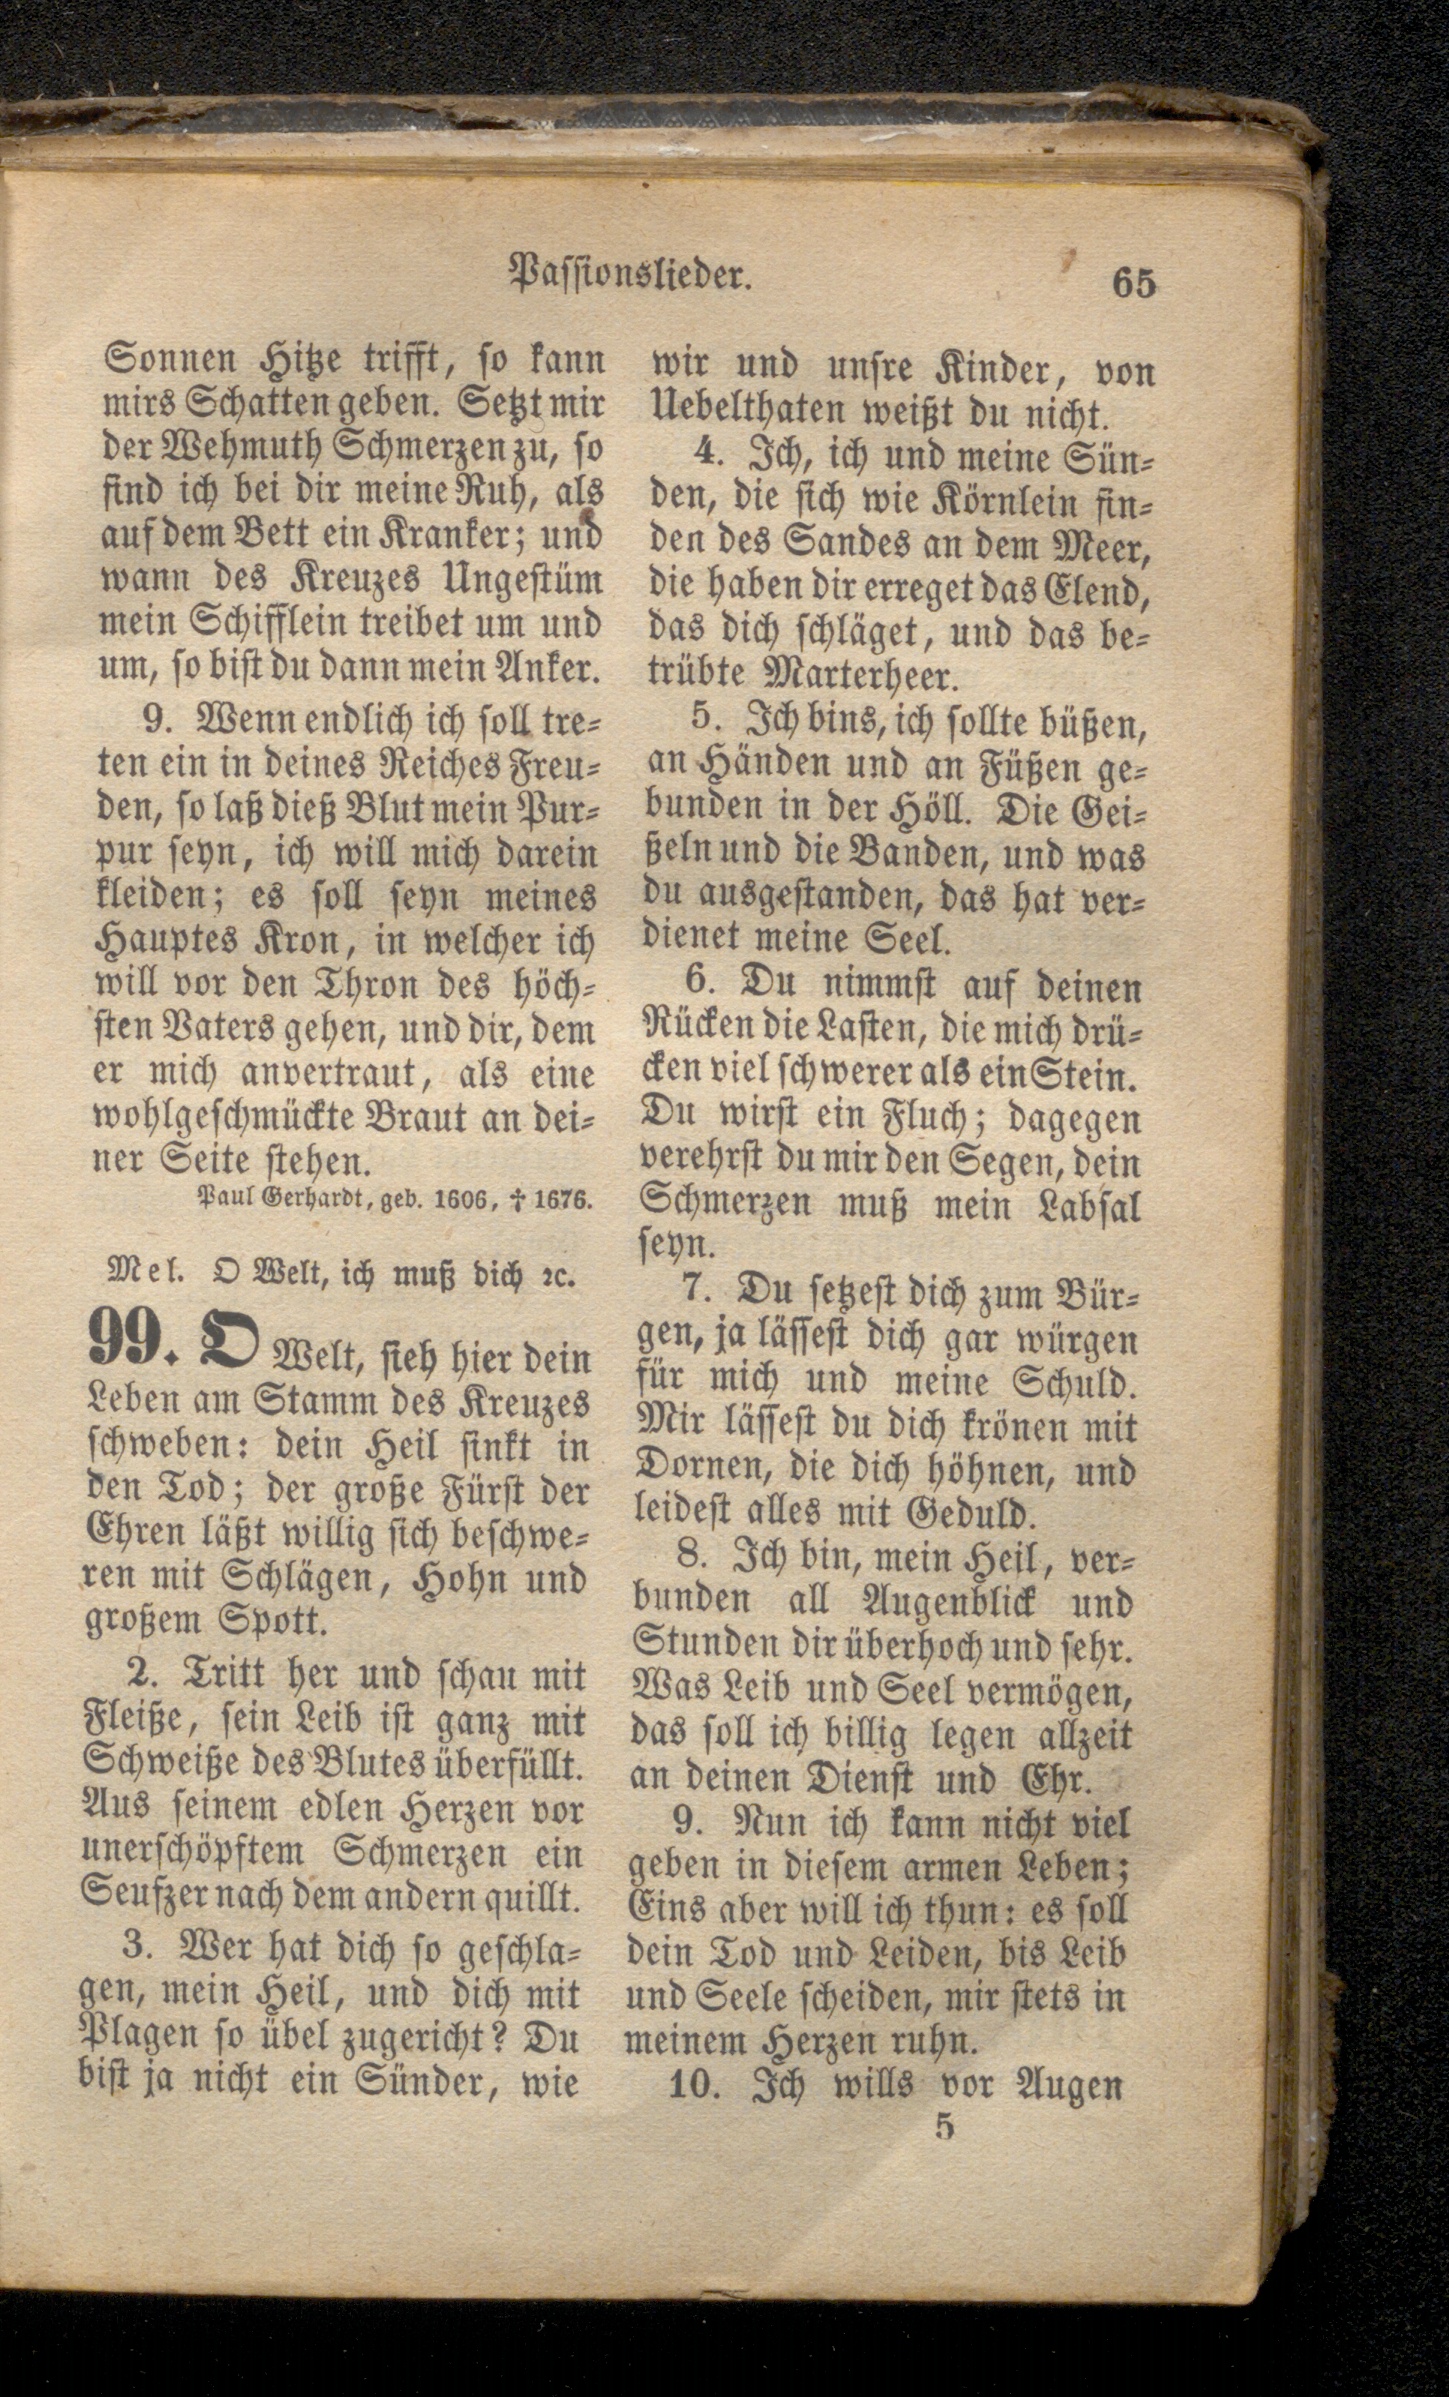 Passionslieder.
65
Sonnen Hitze trifft, so kann
mirs Schatten geben. Setzt mir
der Wehmuth Schmerzen zu, so
find ich bei dir meine Ruh, als
auf dem Bett ein Kranker; und
wann des Kreuzes Ungestüm
mein Schifflein treibet um und
um, so bist du dann mein Anker.
9. Wenn endlich ich soll tre-
ten ein in deines Reiches Freu-
den, so laß dieß Blut mein Pur-
pur seyn, ich will mich darein
kleiden; es soll seyn meines
Hauptes Kron, in welcher ich
will vor den Thron des höch-
sten Vaters gehen, und dir, dem
er mich anvertraut, als eine
wohlgeschmückte Braut an dei-
ner Seite stehen.
Paul Gerhardt, geb. 1606, † 1676.
Mel. O Welt, ich muß dich ꝛc.
99. O Welt, sieh hier dein
Leben am Stamm des Kreuzes
schweben: dein Heil sinkt in
den Tod; der große Fürst der
Ehren läßt willig sich beschwe-
ren mit Schlägen, Hohn und
großem Spott.
2. Tritt her und schau mit
Fleiße, sein Leib ist ganz mit
Schweiße des Blutes überfüllt.
Aus seinem edlen Herzen vor
unerschöpftem Schmerzen ein
Seufzer nach dem andern quillt.
3. Wer hat dich so geschla-
gen, mein Heil, und dich mit
Plagen so übel zugericht? Du
bist ja nicht ein Sünder, wie
wir und unsre Kinder, von
Uebelthaten weißt du nicht.
4. Ich, ich und meine Sün-
den, die sich wie Körnlein fin-
den des Sandes an dem Meer,
die haben dir erreget das Elend,
das dich schläget, und das be-
trübte Marterheer.
5. Ich bins, ich sollte büßen,
an Händen und an Füßen ge-
bunden in der Höll. Die Gei-
ßeln und die Banden, und was
du ausgestanden, das hat ver-
dienet meine Seel.
6. Du nimmst auf deinen
Rücken die Lasten, die mich drü-
cken viel schwerer als ein Stein.
Du wirst ein Fluch; dagegen
verehrst du mir den Segen, dein
Schmerzen muß mein Labsal
seyn.
7. Du setzest dich zum Bür-
gen, ja lässest dich gar würgen
für mich und meine Schuld.
Mir lässest du dich krönen mit
Dornen, die dich höhnen, und
leidest alles mit Geduld.
8. Ich bin, mein Heil, ver-
bunden all Augenblick und
Stunden dir überhoch und sehr.
Was Leib und Seel vermögen,
das soll ich billig legen allzeit
an deinen Dienst und Ehr.
9. Nun ich kann nicht viel
geben in diesem armen Leben;
Eins aber will ich thun: es soll
dein Tod und Leiden, bis Leib
und Seele scheiden, mir stets in
meinem Herzen ruhn.
10. Ich wills vor Augen
5